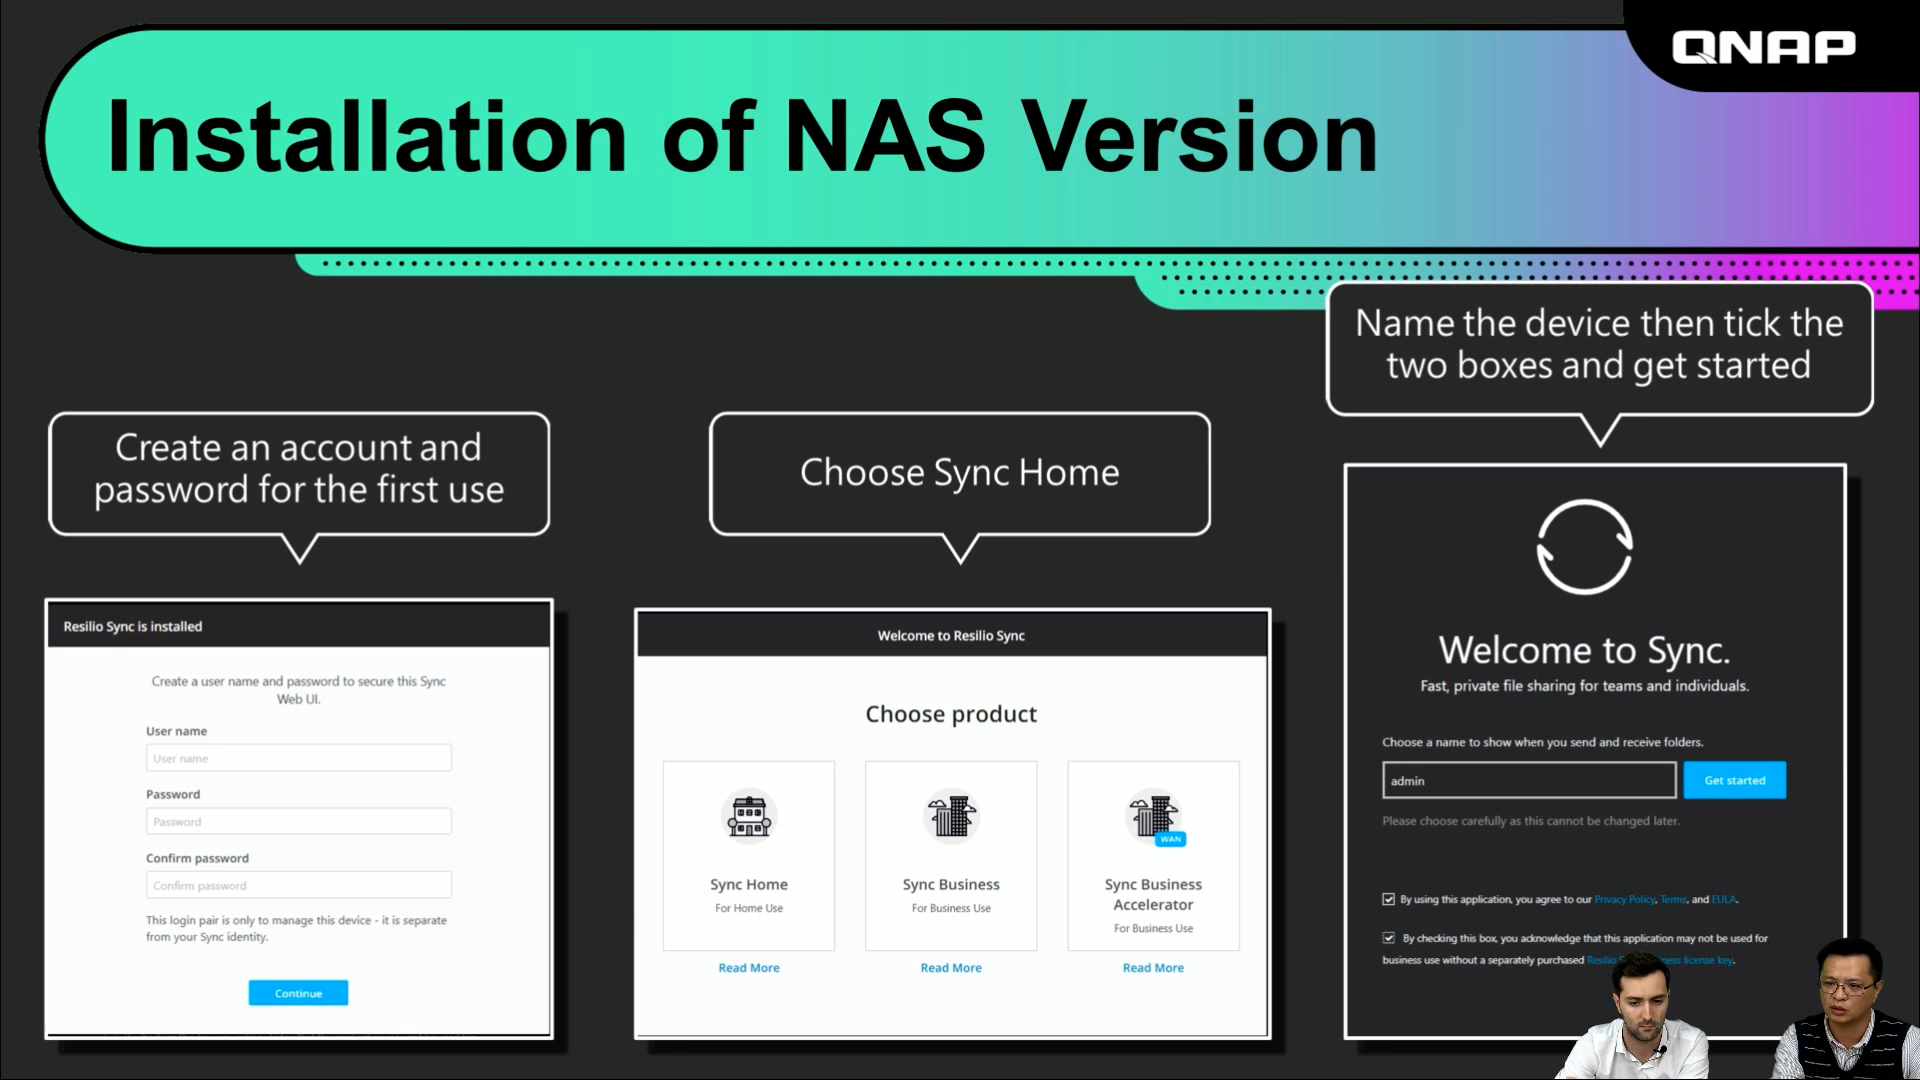 QNAP
Installation of NAS Version
Create an account and
password for the first use
Resilio Sync is installed
Create a user name and password to secure this Sync
Web UI.
User name
User name
Password
Password
Confirm password
Confirm password
This login pair is only to manage this device - it is separate
from your Sync identity.
Continue
Choose Sync Home
Welcome to Resilio Sync
Choose product
Sync Home
For Home Use
Read More
Sync Business
For Business Use
Read More
WAN
Sync Business
Accelerator
For Business Use
Read More
Name the device then tick the
two boxes and get started
Welcome to Sync.
Fast, private file sharing for teams and individuals.
Choose a name to show when you send and receive folders.
admin
Get started
Please choose carefully as this cannot be changed later.
By using this application, you agree to our Privacy Policy, Terms, and EULA.
By checking this box, you acknowledge that this application may not be used for
business use without a separately purchased Resilio license key.